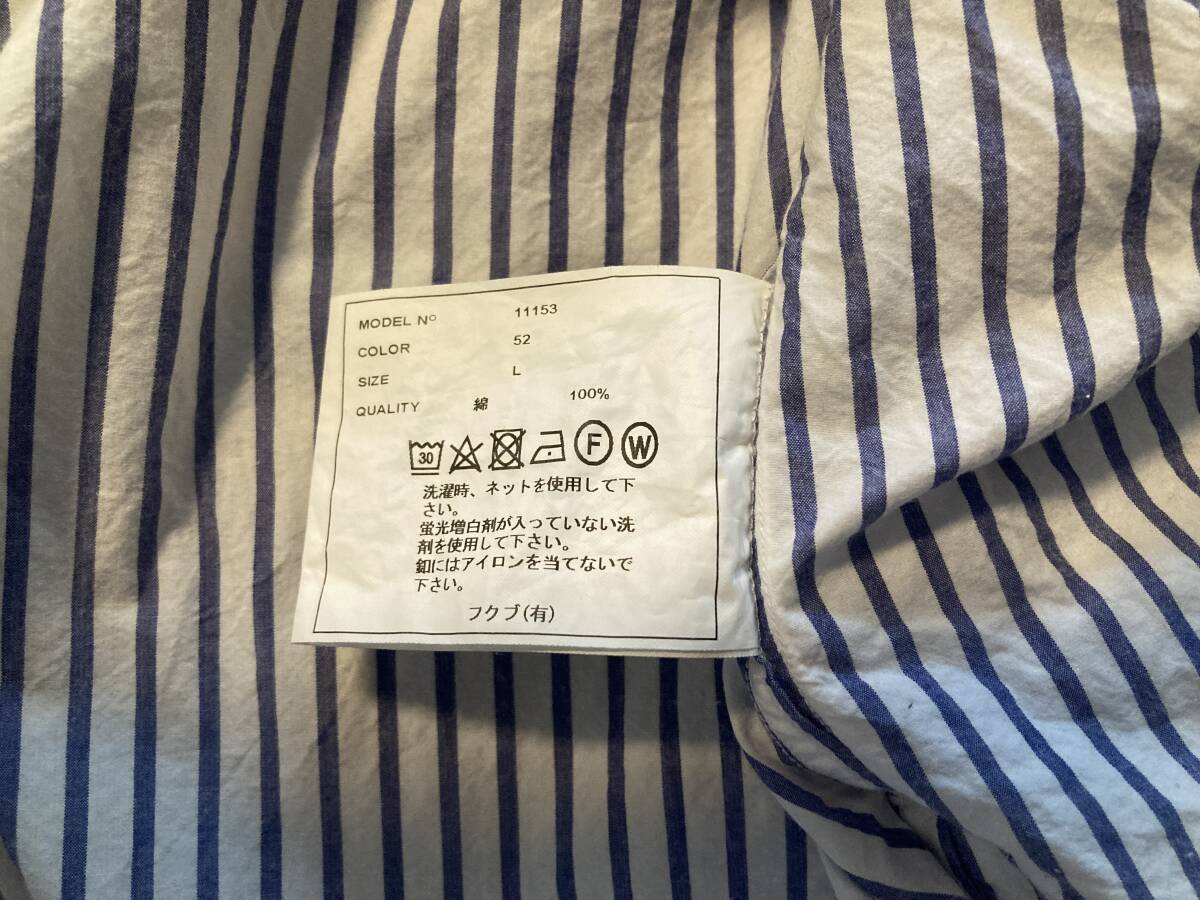 MODEL Nº 11153
COLOR 52
SIZE L
QUALITY 綿 100%
30 F W
洗濯時、ネットを使用して下
さい。
蛍光増白剤が入っていない洗
剤を使用して下さい。
釦にはアイロンを当てないで
下さい。
フクブ(有)